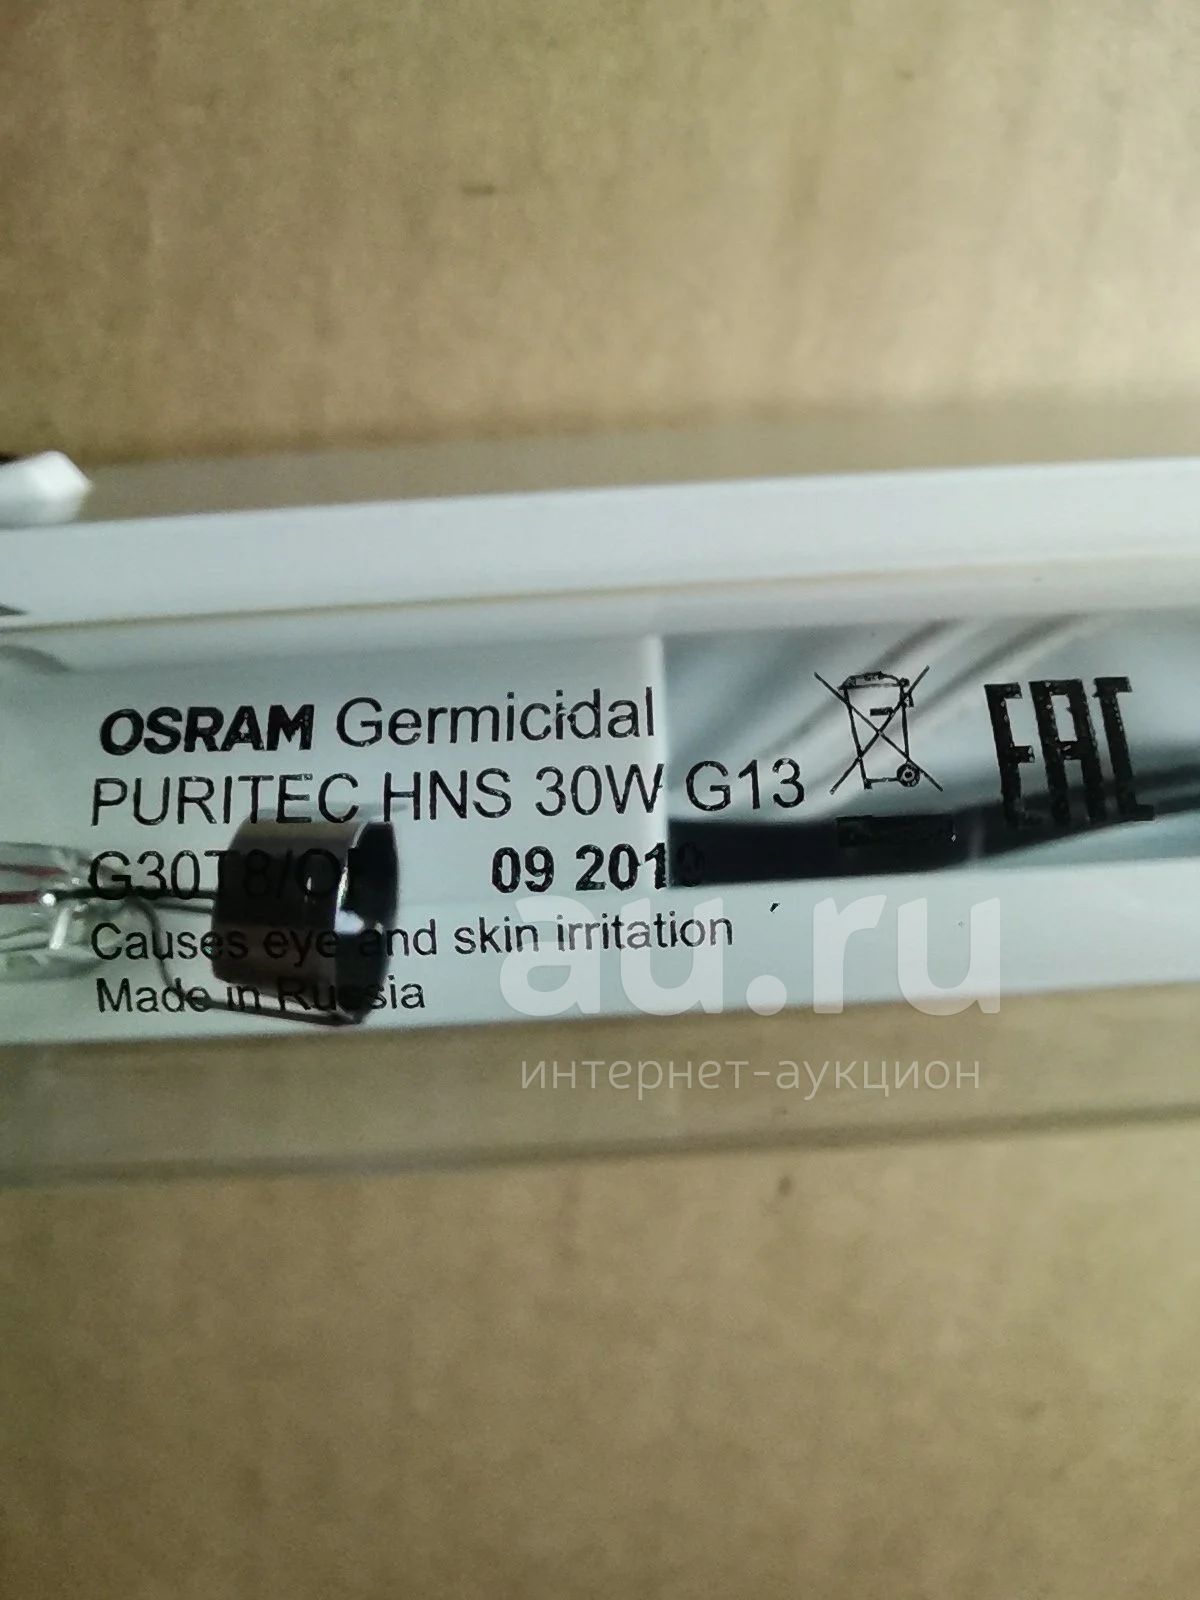 OSRAM Germicidal
PURITEC HNS 30W G13
EAC
09
Causes eye and skin irritation
Made in Russia
au.ru
интернет-аукцион